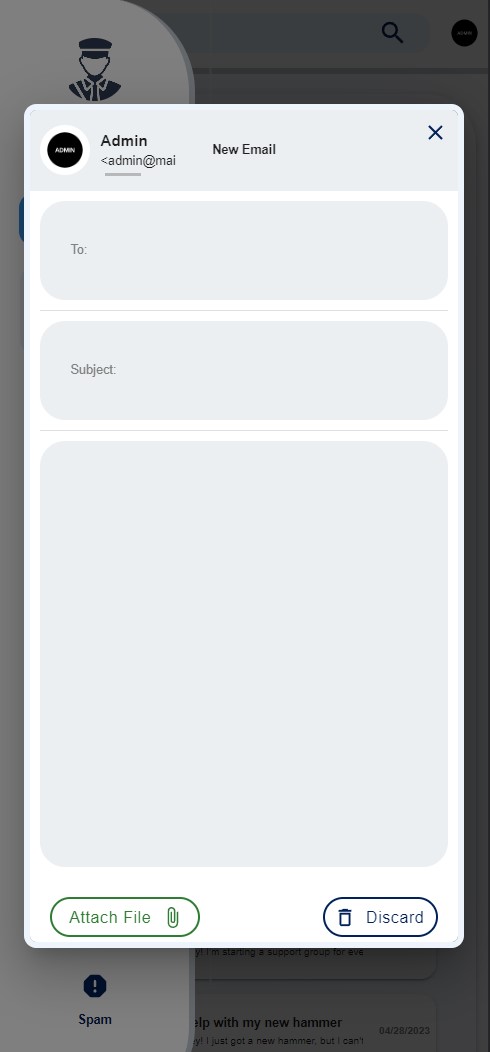 Admin
<admin@mai
New Email
To:
Subject:
Attach File
Discard
y! I'm starting a support group for eve
Spam
elp with my new hammer
04/28/2023
ey! I just got a new hammer, but I can't
ADMIN